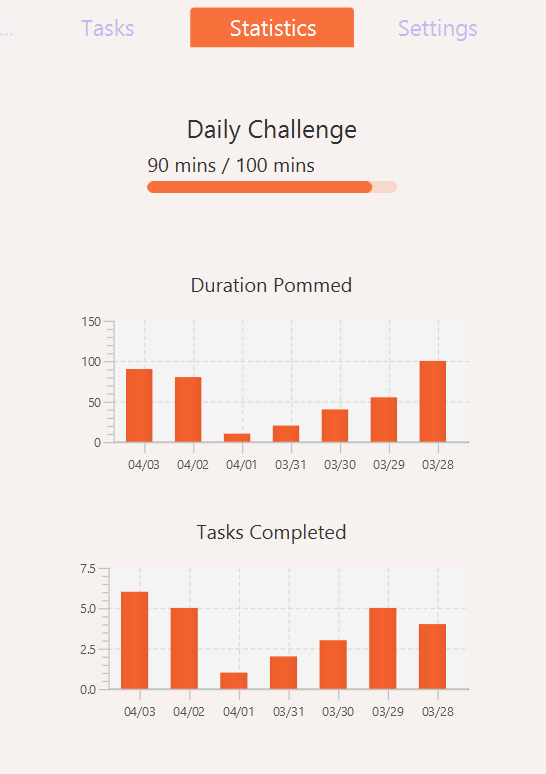 ... Tasks Statistics Settings
Daily Challenge
90 mins / 100 mins
Duration Pommed
150
100
50
0
04/03 04/02 04/01 03/31 03/30 03/29 03/28
Tasks Completed
7.5
5.0
2.5
0.0
04/03 04/02 04/01 03/31 03/30 03/29 03/28